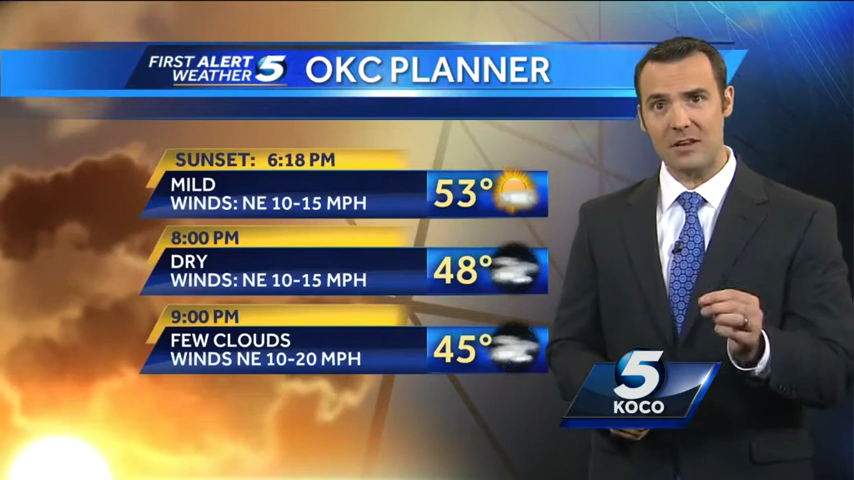 FIRST ALERT
WEATHER 5
OKC PLANNER
SUNSET: 6:18 PM
MILD
WINDS: NE 10-15 MPH
53°
8:00 PM
DRY
WINDS: NE 10-15 MPH
48°
9:00 PM
FEW CLOUDS
WINDS NE 10-20 MPH
45°
5
KOCO